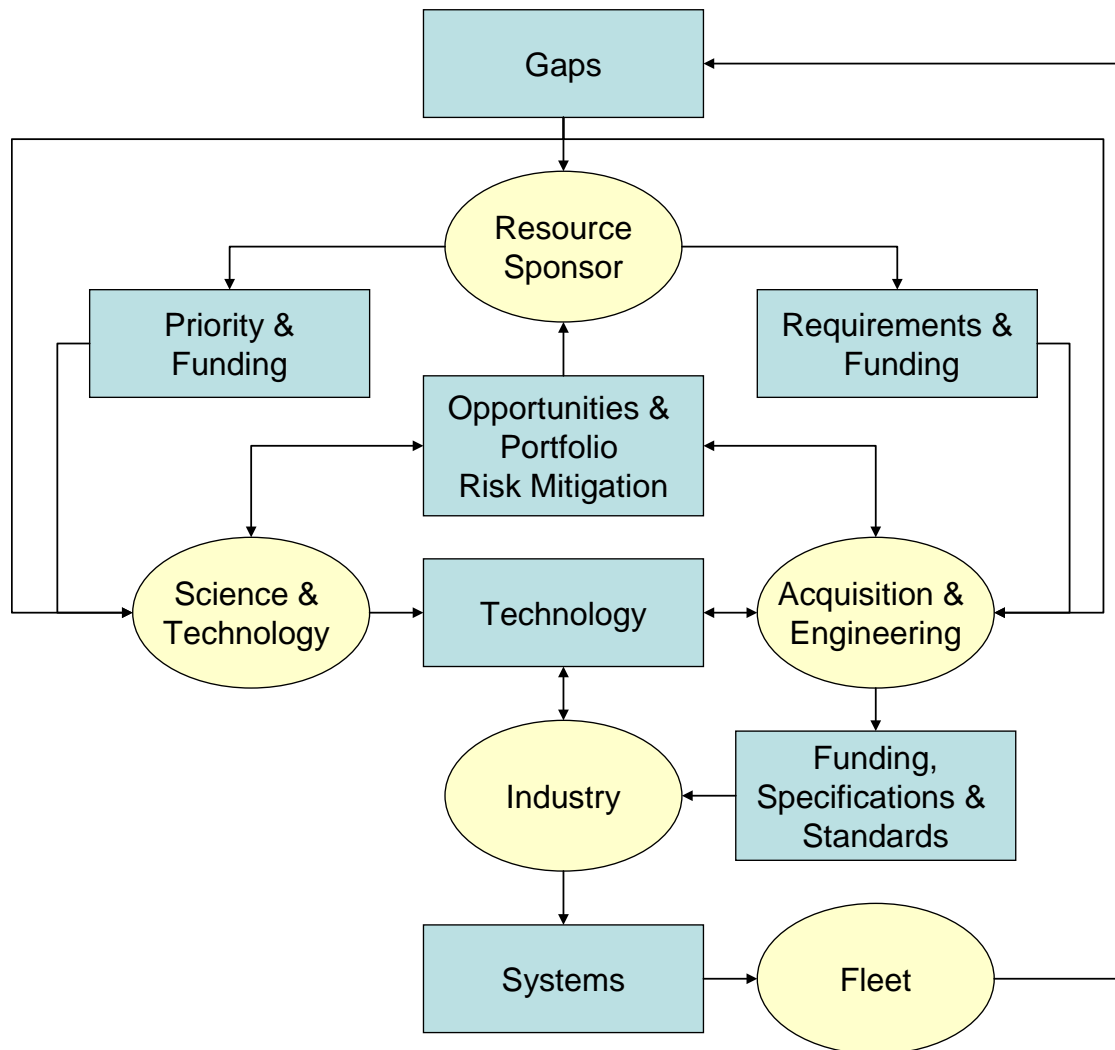 Gaps
Resource
Sponsor
Priority &
Funding
Requirements &
Funding
Opportunities &
Portfolio
Risk Mitigation
Science &
Technology
Technology
Acquisition &
Engineering
Industry
Funding,
Specifications &
Standards
Systems
Fleet